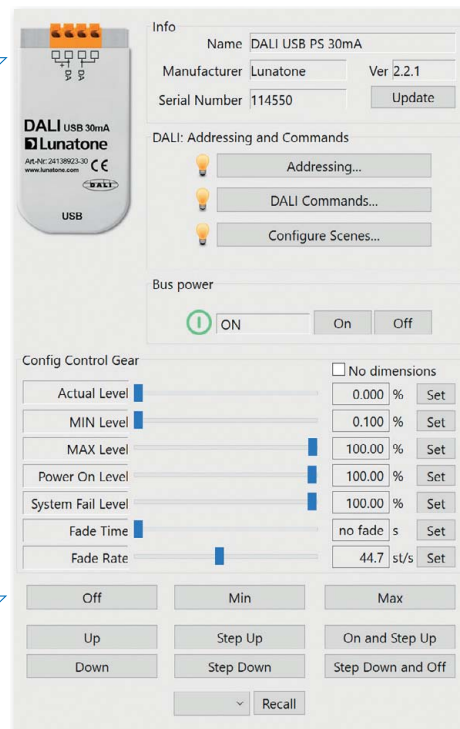 DALI USB 30mA
Lunatone
Art.-Nr: 24138923-30 CE
www.lunatone.com
DALI
USB
Info
Name DALI USB PS 30mA
Manufacturer Lunatone Ver 2.2.1
Serial Number 114550 Update
DALI: Addressing and Commands
Addressing...
DALI Commands...
Configure Scenes...
Bus power
ON On Off
Config Control Gear
No dimensions
Actual Level 0.000 % Set
MIN Level 0.100 % Set
MAX Level 100.00 % Set
Power On Level 100.00 % Set
System Fail Level 100.00 % Set
Fade Time no fade s Set
Fade Rate 44.7 st/s Set
Off Min Max
Up Step Up On and Step Up
Down Step Down Step Down and Off
Recall